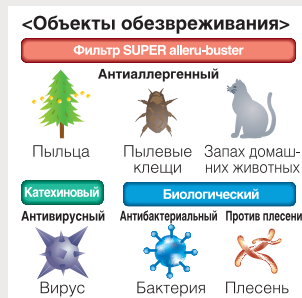 <Объекты обезвреживания>
Фильтр SUPER alleru-buster
Антиаллергенный
Пыльца
Пылевые
клещи
Запах домаш-
них животных
Катехиновый
Биологический
Антивирусный
Антибактериальный
Против плесени
Вирус
Бактерия
Плесень